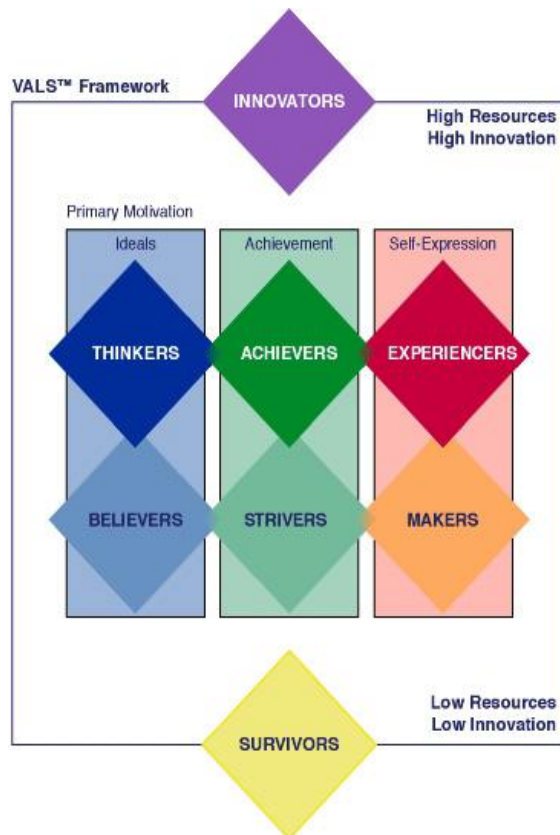 VALS™ Framework
INNOVATORS
High Resources
High Innovation
Primary Motivation
Ideals
Achievement
Self-Expression
THINKERS
ACHIEVERS
EXPERIENCERS
BELIEVERS
STRIVERS
MAKERS
Low Resources
Low Innovation
SURVIVORS